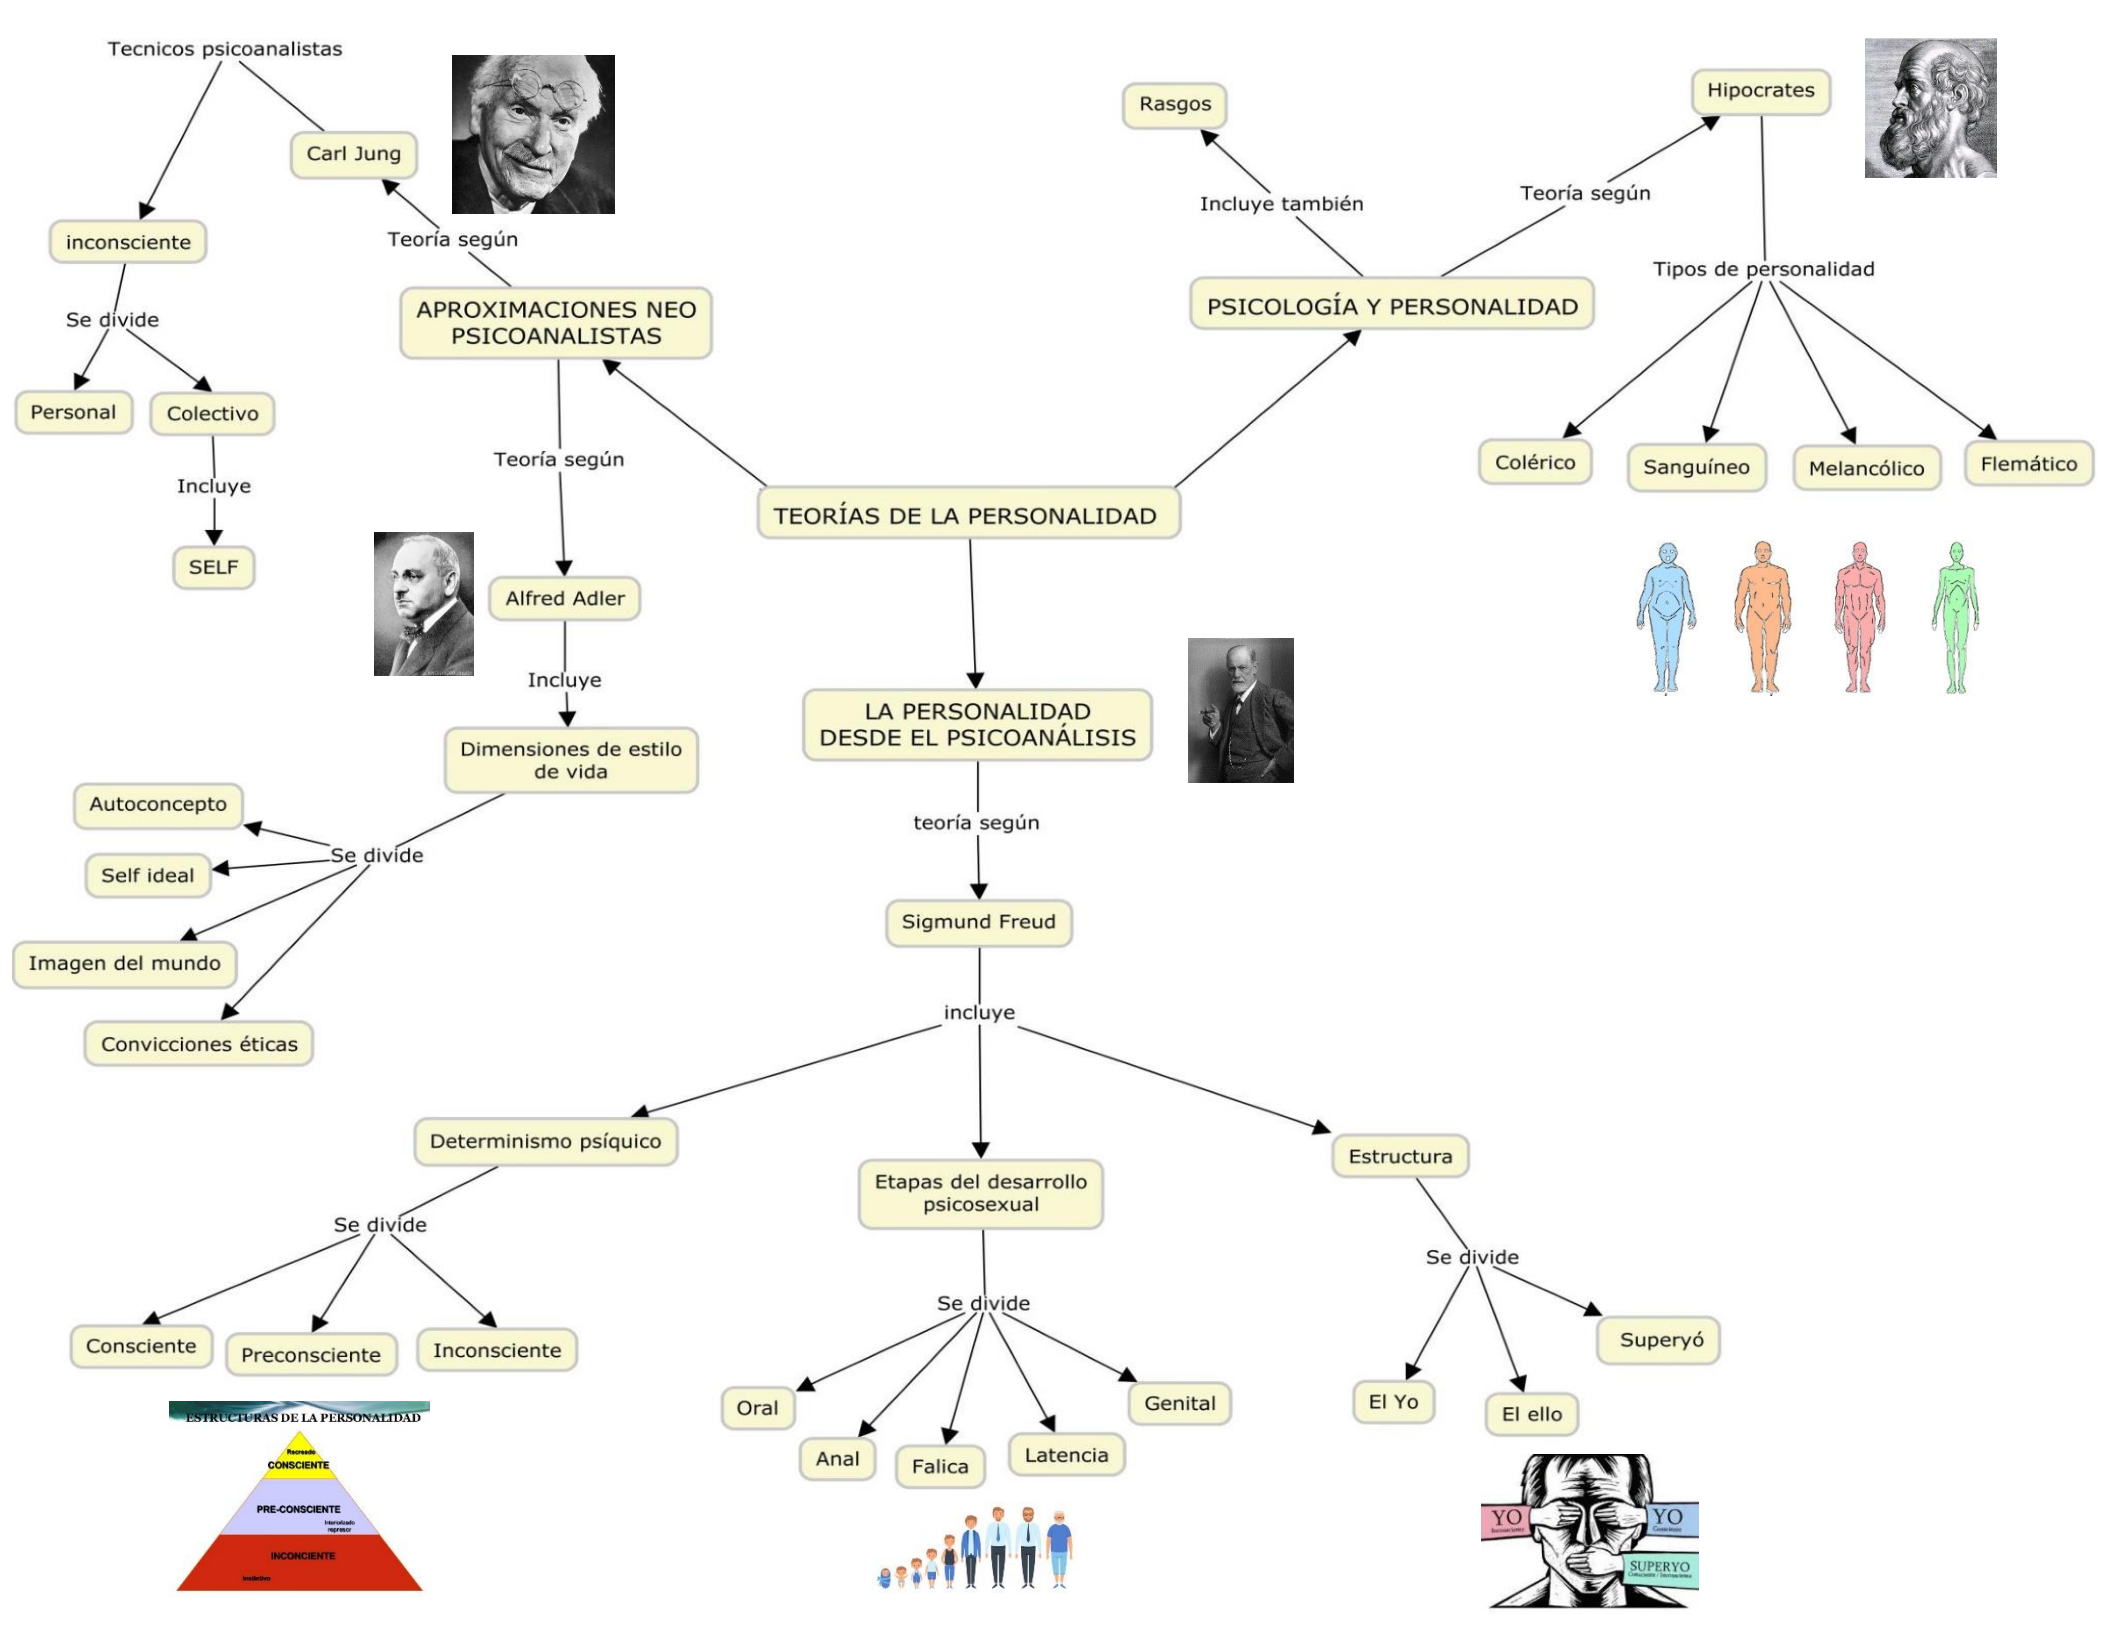 Tecnicos psicoanalistas
Carl Jung
inconsciente
Teoría según
Se divide
Personal
Colectivo
Incluye
SELF
APROXIMACIONES NEO
PSICOANALISTAS
Teoría según
Alfred Adler
Incluye
Dimensiones de estilo
de vida
Se divide
Autoconcepto
Self ideal
Imagen del mundo
Convicciones éticas
Rasgos
Incluye también
Hipocrates
Teoría según
PSICOLOGÍA Y PERSONALIDAD
Tipos de personalidad
Colérico
Sanguíneo
Melancólico
Flemático
TEORÍAS DE LA PERSONALIDAD
LA PERSONALIDAD
DESDE EL PSICOANÁLISIS
teoría según
Sigmund Freud
incluye
Determinismo psíquico
Se divide
Consciente
Preconsciente
Inconsciente
ESTRUCTURAS DE LA PERSONALIDAD
CONSCIENTE
PRE-CONSCIENTE
INCONCIENTE
Etapas del desarrollo
psicosexual
Se divide
Oral
Anal
Falica
Latencia
Genital
Estructura
Se divide
El Yo
El ello
Superyó
YO
YO
SUPERYO